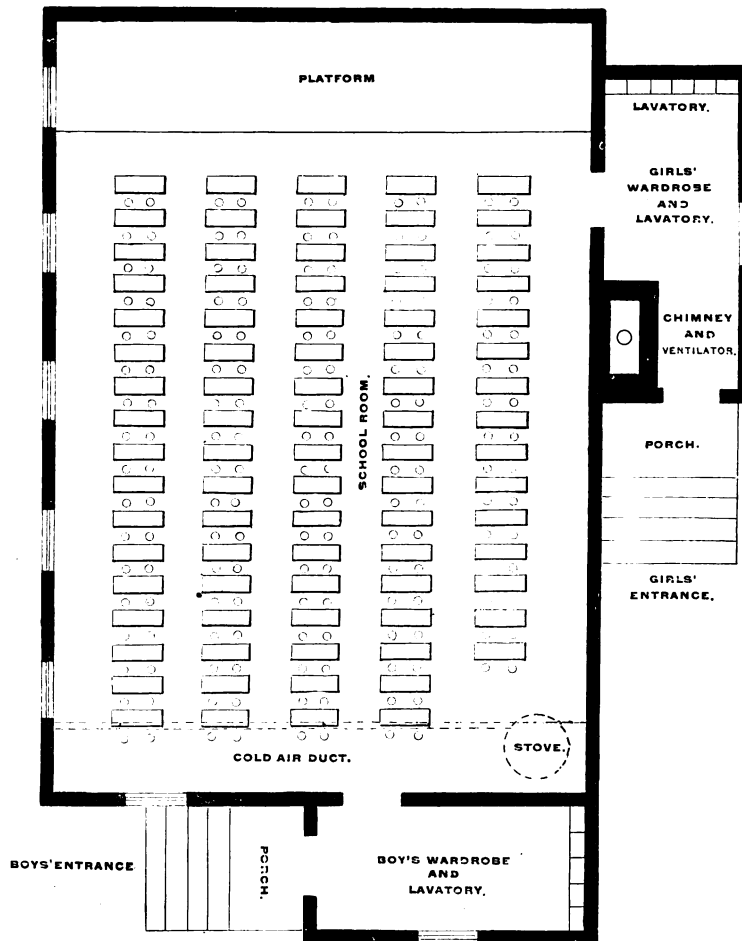 PLATFORM
LAVATORY.
GIRLS'
WARDROBE
AND
LAVATORY.
CHIMNEY
AND
VENTILATOR.
SCHOOL ROOM.
PORCH.
GIRLS'
ENTRANCE.
STOVE.
COLD AIR DUCT.
BOYS' ENTRANCE
PORCH.
BOY'S WARDROBE
AND
LAVATORY.